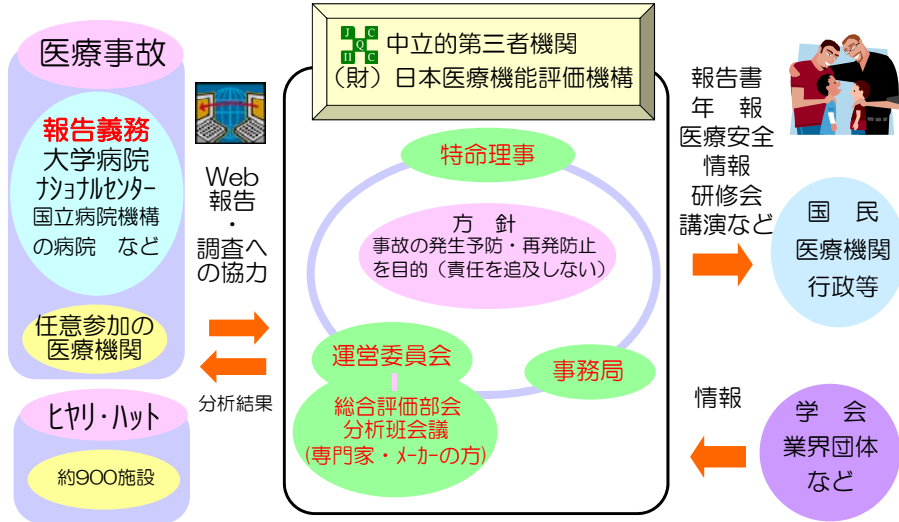 医療事故
報告義務
大学病院
ﾅｼｮﾅﾙｾﾝﾀｰ
国立病院機構
の病院 など
任意参加の
医療機関
ﾋﾔﾘ・ﾊｯﾄ
約900施設
Web
報告
・
調査へ
の協力
分析結果
J C
Q
H C
中立的第三者機関
（財）日本医療機能評価機構
特命理事
方 針
事故の発生予防・再発防止
を目的（責任を追及しない）
運営委員会
総合評価部会
分析班会議
(専門家・ﾒｰｶｰの方)
事務局
報告書
年 報
医療安全
情報
研修会
講演など
国 民
医療機関
行政等
情報
学 会
業界団体
など